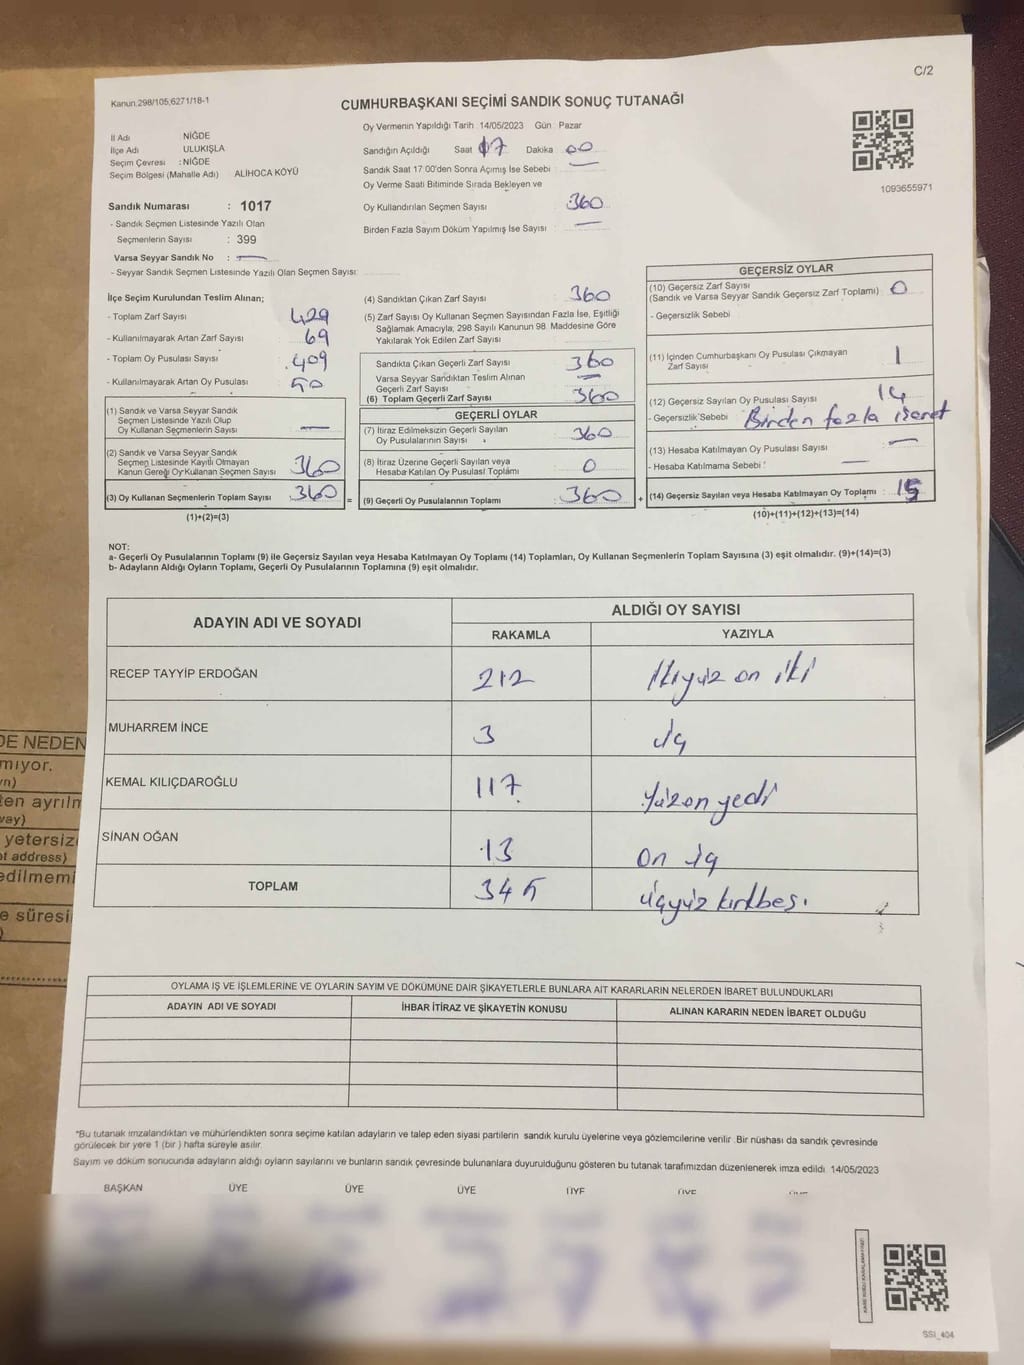 C/2
Kanun.298/105;6271/18-1
CUMHURBAŞKANI SEÇİMİ SANDIK SONUÇ TUTANAĞI
İl Adı NİĞDE
İlçe Adı ULUKIŞLA
Seçim Çevresi : NİĞDE
Seçim Bölgesi (Mahalle Adı) ALİHOCA KÖYÜ
Sandık Numarası : 1017
- Sandık Seçmen Listesinde Yazılı Olan
Seçmenlerin Sayısı : 399
Varsa Seyyar Sandık No :
- Seyyar Sandık Seçmen Listesinde Yazılı Olan Seçmen Sayısı:
Oy Vermenin Yapıldığı Tarih 14/05/2023 Gün : Pazar
Sandığın Açıldığı Saat 17 Dakika 00
Sandık Saat 17:00'den Sonra Açımış İse Sebebi
Oy Verme Saati Bitiminde Sırada Bekleyen ve
Oy Kullandırılan Seçmen Sayısı 360
Birden Fazla Sayım Döküm Yapılmış İse Sayısı
1093655971
İlçe Seçim Kurulundan Teslim Alınan;
- Toplam Zarf Sayısı 429
- Kullanılmayarak Artan Zarf Sayısı 69
- Toplam Oy Pusulası Sayısı 409
- Kullanılmayarak Artan Oy Pusulası 50
(1) Sandık ve Varsa Seyyar Sandık
Seçmen Listesinde Yazılı Olup
Oy Kullanan Seçmenlerin Sayısı
(2) Sandık ve Varsa Seyyar Sandık
Seçmen Listesinde Kayıtlı Olmayan
Kanun Gereği Oy Kullanan Seçmen Sayısı 360
(3) Oy Kullanan Seçmenlerin Toplam Sayısı 360 =
(1)+(2)=(3)
(4) Sandıktan Çıkan Zarf Sayısı 360
(5) Zarf Sayısı Oy Kullanan Seçmen Sayısından Fazla İse, Eşitliği
Sağlamak Amacıyla; 298 Sayılı Kanunun 98. Maddesine Göre
Yakılarak Yok Edilen Zarf Sayısı
Sandıkta Çıkan Geçerli Zarf Sayısı 360
Varsa Seyyar Sandıktan Teslim Alınan
Geçerli Zarf Sayısı
(6) Toplam Geçerli Zarf Sayısı 360
GEÇERLİ OYLAR
(7) İtiraz Edilmeksizin Geçerli Sayılan
Oy Pusulalarının Sayısı 360
(8) İtiraz Üzerine Geçerli Sayılan veya
Hesaba Katılan Oy Pusulası Toplamı 0
(9) Geçerli Oy Pusulalarının Toplamı 360 +
GEÇERSİZ OYLAR
(10) Geçersiz Zarf Sayısı
(Sandık ve Varsa Seyyar Sandık Geçersiz Zarf Toplamı) 0
- Geçersizlik Sebebi
(11) İçinden Cumhurbaşkanı Oy Pusulası Çıkmayan
Zarf Sayısı 1
(12) Geçersiz Sayılan Oy Pusulası Sayısı 14
- Geçersizlik Sebebi Birden fazla işaret
(13) Hesaba Katılmayan Oy Pusulası Sayısı
- Hesaba Katılmama Sebebi :
(14) Geçersiz Sayılan veya Hesaba Katılmayan Oy Toplamı : 15
(10)+(11)+(12)+(13)=(14)
NOT:
a- Geçerli Oy Pusulalarının Toplamı (9) ile Geçersiz Sayılan veya Hesaba Katılmayan Oy Toplamı (14) Toplamları, Oy Kullanan Seçmenlerin Toplam Sayısına (3) eşit olmalıdır. (9)+(14)=(3)
b- Adayların Aldığı Oyların Toplamı, Geçerli Oy Pusulalarının Toplamına (9) eşit olmalıdır.
ADAYIN ADI VE SOYADI
ALDIĞI OY SAYISI
RAKAMLA YAZIYLA
RECEP TAYYİP ERDOĞAN 212 İkiyüz on iki
MUHARREM İNCE 3 üç
KEMAL KILIÇDAROĞLU 117 Yüzon yedi
SİNAN OĞAN 13 On üç
TOPLAM 345 üçyüz kırkbeş
OYLAMA İŞ VE İŞLEMLERİNE VE OYLARIN SAYIM VE DÖKÜMÜNE DAİR ŞİKAYETLERLE BUNLARA AİT KARARLARIN NELERDEN İBARET BULUNDUKLARI
ADAYIN ADI VE SOYADI İHBAR İTİRAZ VE ŞİKAYETİN KONUSU ALINAN KARARIN NEDEN İBARET OLDUĞU
*Bu tutanak imzalandıktan ve mühürlendikten sonra seçime katılan adayların ve talep eden siyasi partilerin sandık kurulu üyelerine veya gözlemcilerine verilir. Bir nüshası da sandık çevresinde
görülecek bir yere 1 (bir ) hafta süreyle asılır.
Sayım ve döküm sonucunda adayların aldığı oyların sayılarını ve bunların sandık çevresinde bulunanlara duyurulduğunu gösteren bu tutanak tarafımızdan düzenlenerek imza edildi. 14/05/2023
BAŞKAN ÜYE ÜYE ÜYE ÜYE ÜYE
SSI_404
DE NEDEN
mıyor.
yn)
ten ayrılm
way)
yetersiz
t address)
edilmemi
e süresi